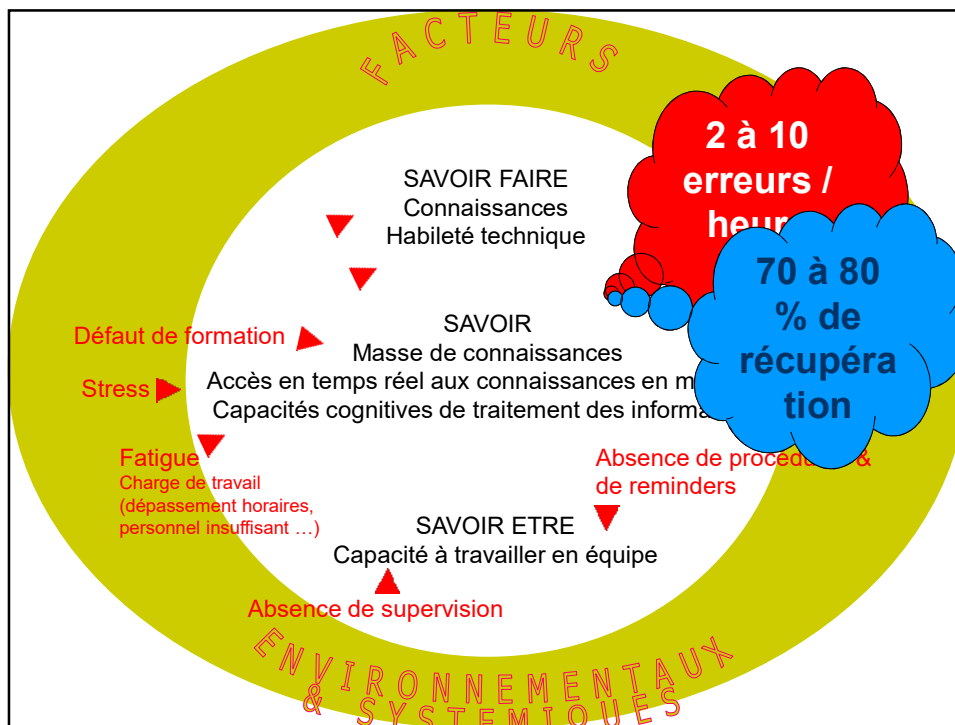 FACTEURS
2 à 10
erreurs /
70 à 80
% de
récupéra
tion
SAVOIR FAIRE
Connaissances
Habileté technique
Défaut de formation
SAVOIR
Masse de connaissances
Stress
Accès en temps réel aux connaissances en
Capacités cognitives de traitement des
Fatigue
Charge de travail
(dépassement horaires,
personnel insuffisant …)
Absence de &
de reminders
SAVOIR ETRE
Capacité à travailler en équipe
Absence de supervision
ENVIRONNEMENTAUX
& SYSTEMIQUES